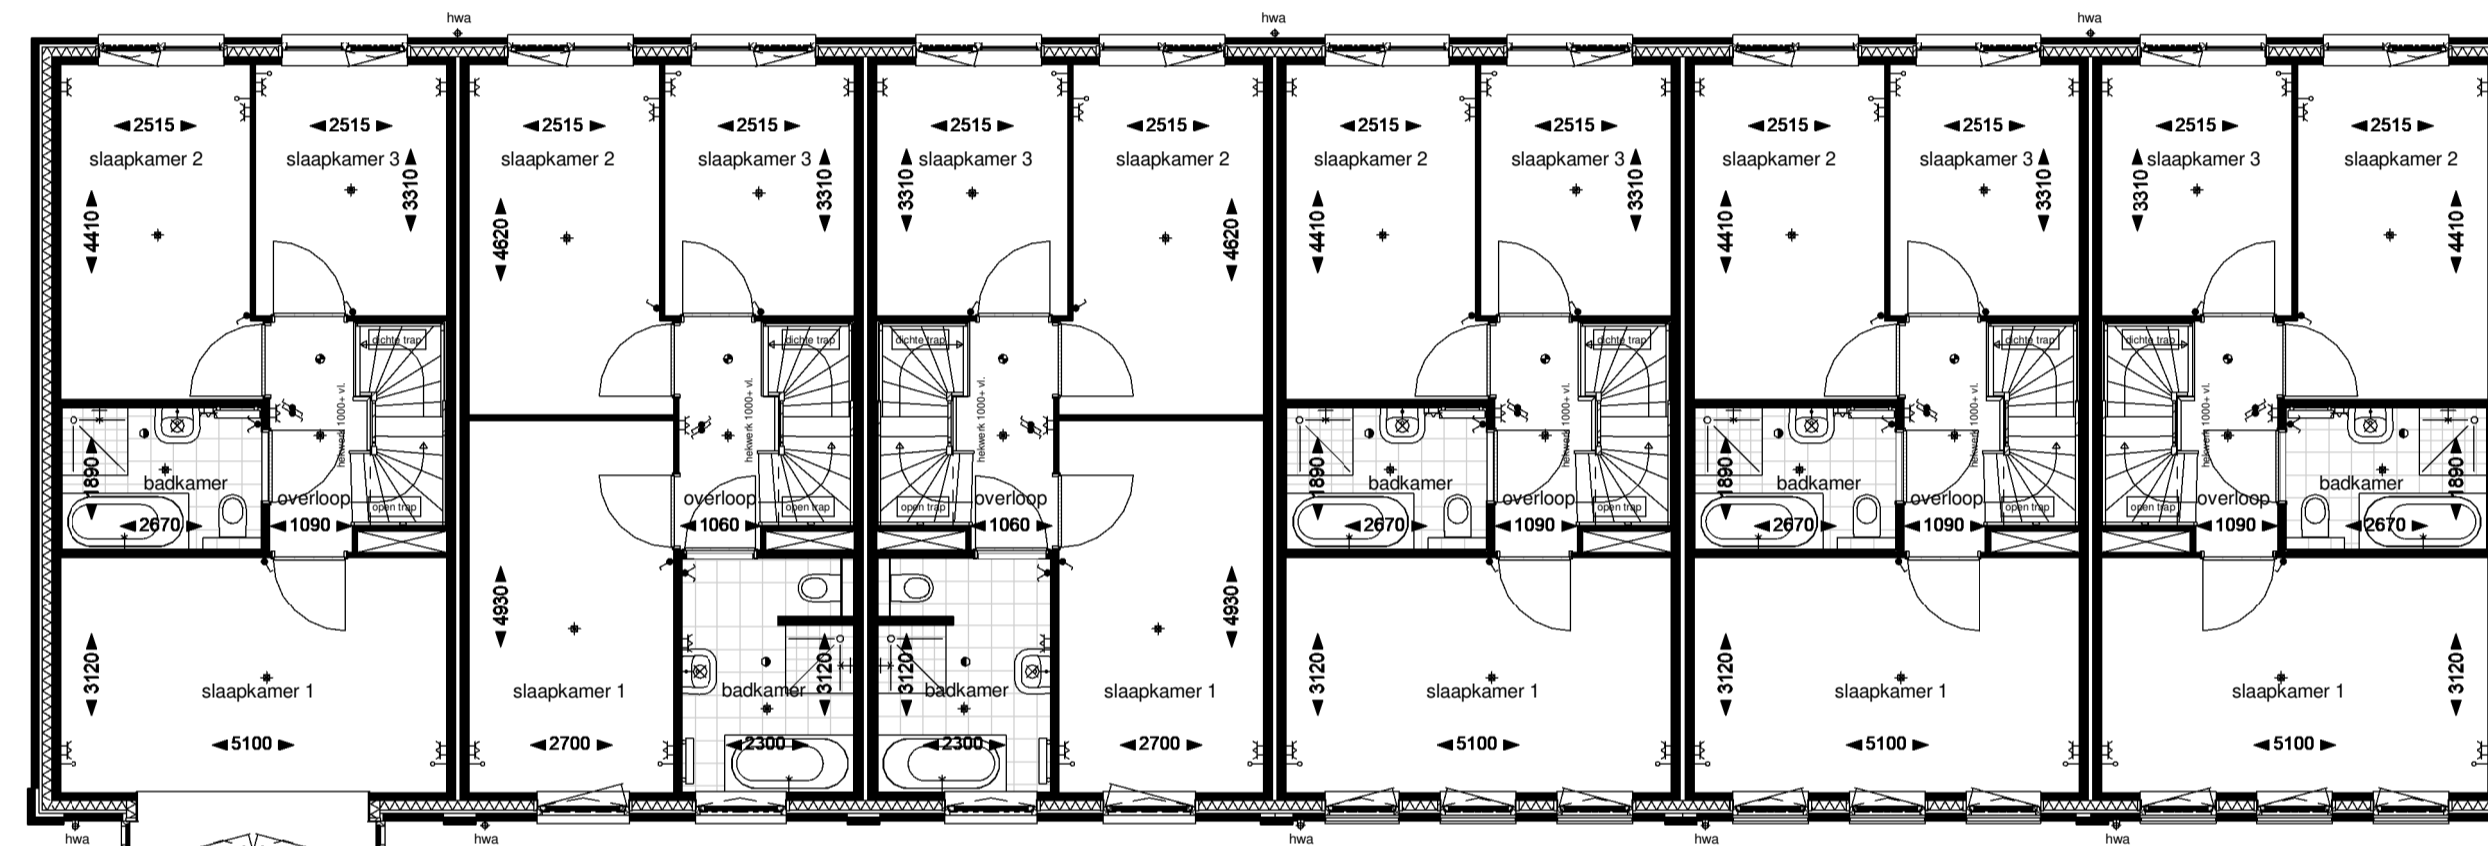 hwa hwa hwa
2515 2515 2515 2515 2515 2515 2515 2515 2515 2515 2515 2515
slaapkamer 2 slaapkamer 3 slaapkamer 2 slaapkamer 3 slaapkamer 3 slaapkamer 2 slaapkamer 2 slaapkamer 3 slaapkamer 2 slaapkamer 3 slaapkamer 3 slaapkamer 2
3310 3310 3310 3310 3310 3310
4410 4620 4620 4410 4410 4410
dichte trap dichte trap dichte trap dichte trap dichte trap dichte trap
hekwerk 1000+ vl. hekwerk 1000+ vl. hekwerk 1000+ vl. hekwerk 1000+ vl. hekwerk 1000+ vl. hekwerk 1000+ vl.
1890 1890 1890 1890
badkamer badkamer badkamer badkamer
overloop overloop overloop overloop overloop overloop
open trap open trap open trap open trap open trap open trap
2670 1090 1060 1060 2670 1090 2670 1090 1090 2670
4930 4930
3120 3120 3120 3120 3120 3120
slaapkamer 1 slaapkamer 1 badkamer badkamer slaapkamer 1 slaapkamer 1 slaapkamer 1 slaapkamer 1
5100 2700 2300 2300 2700 5100 5100 5100
hwa hwa hwa hwa hwa